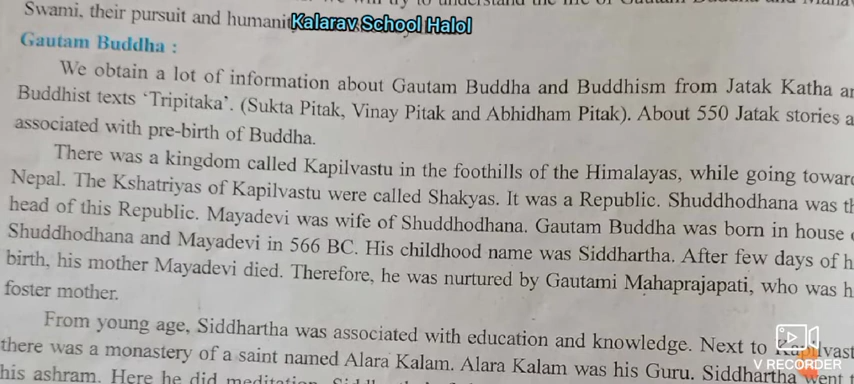 Swami, their pursuit and humanit
Kalarav School Halol
Gautam Buddha :
We obtain a lot of information about Gautam Buddha and Buddhism from Jatak Katha an
Buddhist texts ‘Tripitaka’. (Sukta Pitak, Vinay Pitak and Abhidham Pitak). About 550 Jatak stories a
associated with pre-birth of Buddha.
There was a kingdom called Kapilvastu in the foothills of the Himalayas, while going toward
Nepal. The Kshatriyas of Kapilvastu were called Shakyas. It was a Republic. Shuddhodhana was th
head of this Republic. Mayadevi was wife of Shuddhodhana. Gautam Buddha was born in house
Shuddhodhana and Mayadevi in 566 BC. His childhood name was Siddhartha. After few days of h
birth, his mother Mayadevi died. Therefore, he was nurtured by Gautami Mahaprajapati, who was h
foster mother.
From young age, Siddhartha was associated with education and knowledge. Next to Kapilvast
there was a monastery of a saint named Alara Kalam. Alara Kalam was his Guru. Siddhartha went t
his ashram. Here he did meditation
V RECORDER